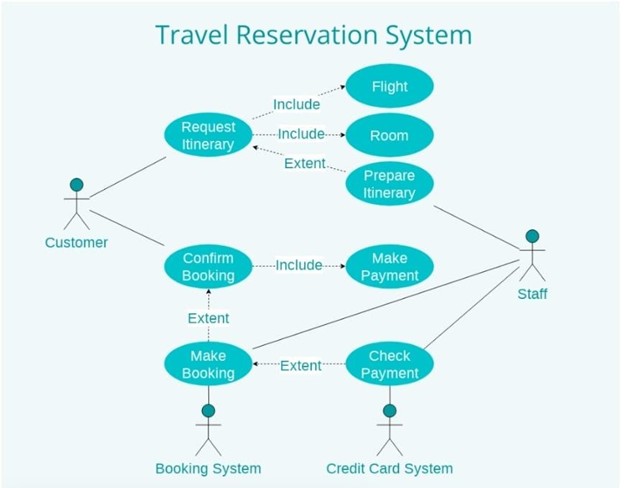 Travel Reservation System
Flight
Include
Request
Itinerary
Include
Room
Extent
Prepare
Itinerary
Customer
Confirm
Booking
Include
Make
Payment
Staff
Extent
Make
Booking
Extent
Check
Payment
Booking System
Credit Card System